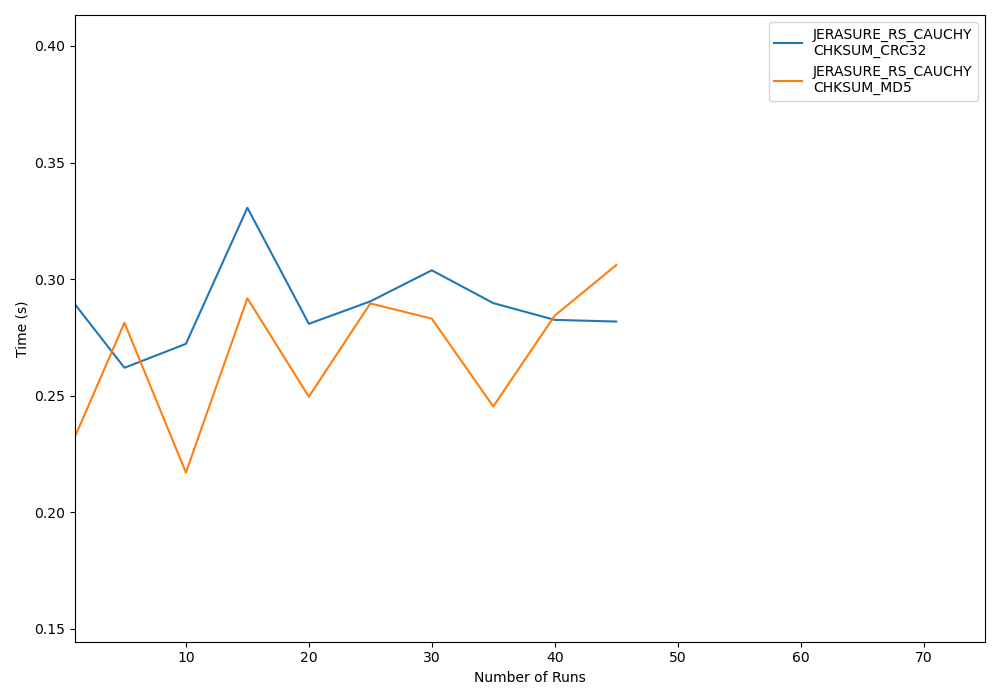 JERASURE_RS_CAUCHY
CHKSUM_CRC32
JERASURE_RS_CAUCHY
CHKSUM_MD5
0.40
0.35
0.30
0.25
0.20
0.15
Time (s)
10 20 30 40 50 60 70
Number of Runs